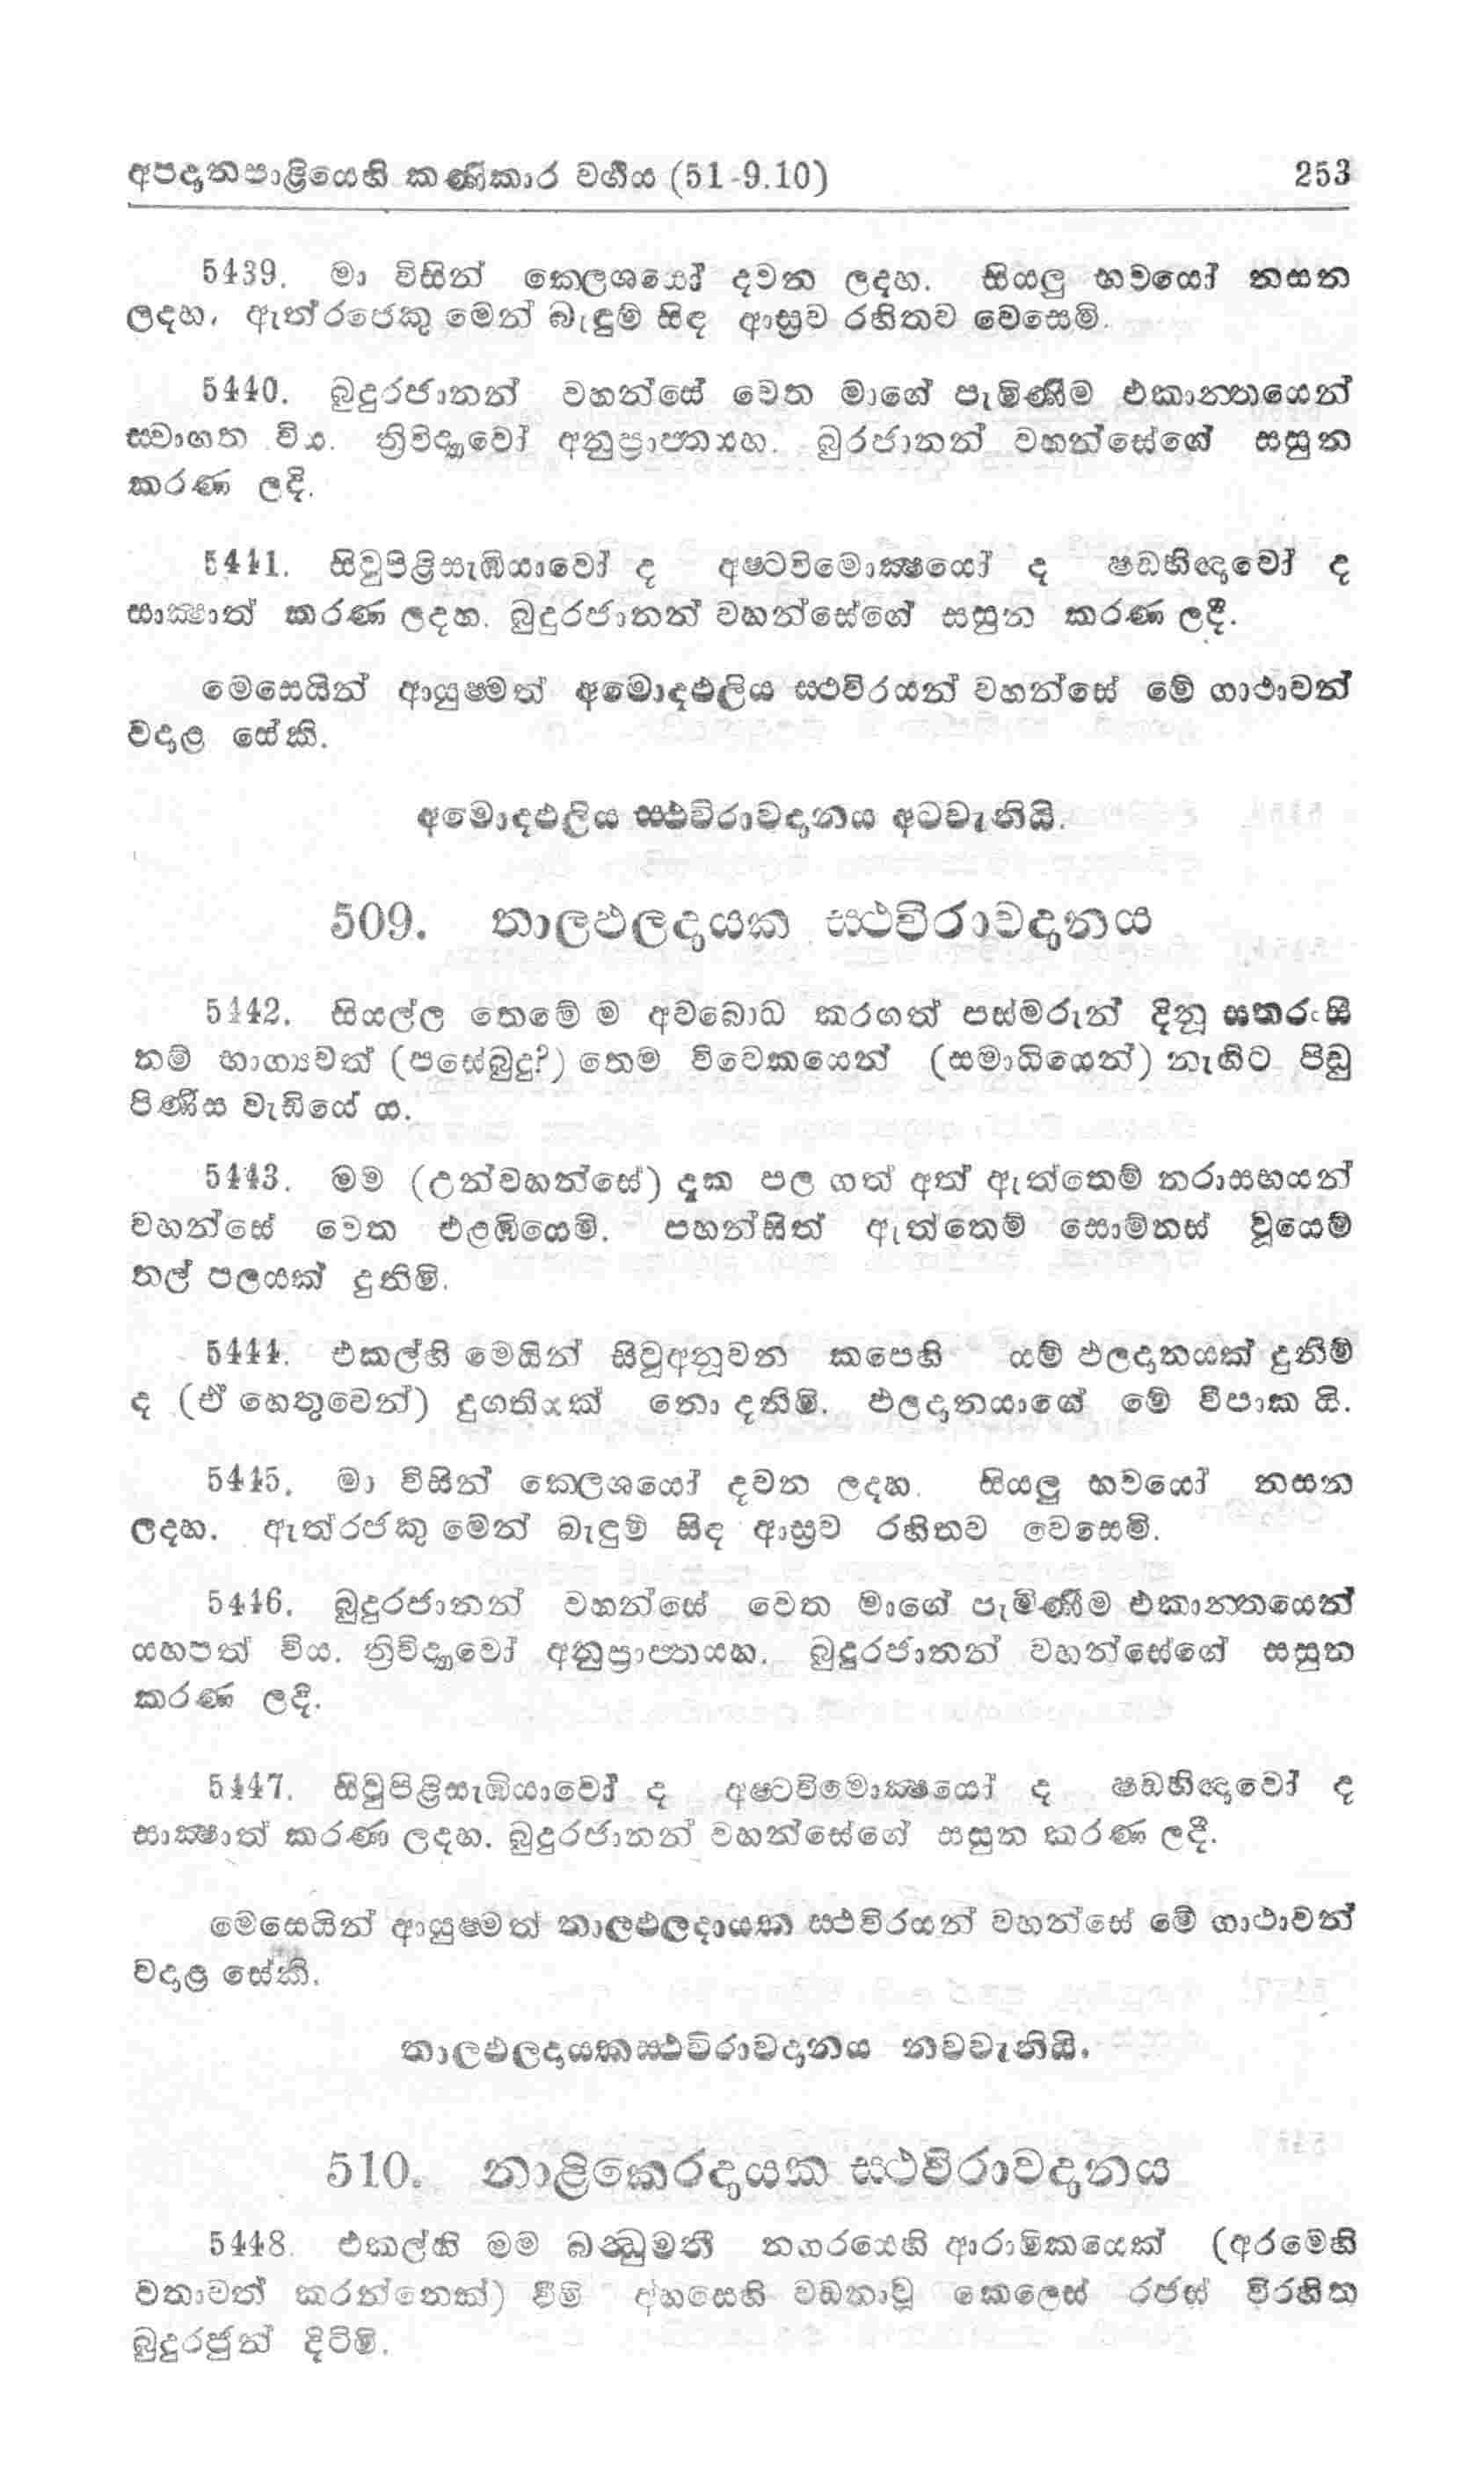 අපදානපාළියෙහි කණිකාර වර්ගය (51-9.10) 253
5439. මා විසින් කෙලශයෝ දවන ලදහ. සියලු භවයෝ නසන
ලදහ. ඇත්රජෙකු මෙන් බැඳුම් සිඳ ආස්‍රව රහිතව වෙසෙමි.
5440. බුදුරජානන් වහන්සේ වෙත මාගේ පැමිණීම එකාන්තයෙන්
ස්වාගත විය. ත්‍රිවිද්‍යාවෝ අනුප්‍රාප්තයහ. බුරජානන් වහන්සේගේ සසුන
කරණ ලදි.
5441. සිවුපිළිසැඹියාවෝ ද අෂ්ටවිමොක්‍ෂයෝ ද ෂඩභිඥාවෝ ද
සාක්‍ෂාත් කරණ ලදහ. බුදුරජානන් වහන්සේගේ සසුන කරණ ලදී.
මෙසෙයින් ආයුෂ්මත් අමොදඵලිය ස්ථවිරයන් වහන්සේ මේ ගාථාවන්
වදාළ සේකි.
අමොදඵලිය ස්ථවිරාවදානය අටවැනියි.
509. තාලඵලදායක ස්ථවිරාවදානය
5442. සියල්ල තෙමේ ම අවබොධ කරගත් පස්මරුන් දිනූ සතරංසී
නම් භාග්‍යවත් (පසේබුදු?) තෙම විවෙකයෙන් (සමාධියෙන්) නැඟිට පිඬු
පිණිස වැඩියේ ය.
5443. මම (උන්වහන්සේ) දැක පල ගත් අත් ඇත්තෙම් නරාසභයන්
වහන්සේ වෙත එළඹියෙමි. පහන්සිත් ඇත්තෙම් සොම්නස් වූයෙම්
තල් පලයක් දුනිමි.
5444. එකල්හි මෙයින් සිවූඅනූවන කපෙහි යම් ඵලදානයක් දුනිම්
ද (ඒ හෙතුවෙන්) දුගතියක් නො දනිමි. ඵලදානයාගේ මේ විපාක යි.
5445. මා විසින් කෙලශයෝ දවන ලදහ. සියලු භවයෝ නසන
ලදහ. ඇත්රජකු මෙන් බැඳුම් සිඳ ආස්‍රව රහිතව වෙසෙමි.
5446. බුදුරජානන් වහන්සේ වෙත මාගේ පැමිණීම එකාන්තයෙන්
යහපත් විය. ත්‍රිවිද්‍යාවෝ අනුප්‍රාප්තයහ. බුදුරජානන් වහන්සේගේ සසුන
කරණ ලදි.
5447. සිවුපිළිසැඹියාවෝ ද අෂ්ටවිමොක්‍ෂයෝ ද ෂඩභිඥාවෝ ද
සාක්‍ෂාත් කරණ ලදහ. බුදුරජානන් වහන්සේගේ සසුන කරණ ලදී.
මෙසෙයින් ආයුෂ්මත් තාලඵලදායක ස්ථවිරයන් වහන්සේ මේ ගාථාවන්
වදාළ සේකි.
තාලඵලදායකස්ථවිරාවදානය නවවැනියි.
510. නාළිකෙරදායක ස්ථවිරාවදානය
5448. එකල්හි මම බන්ධුමතී නගරයෙහි ආරාමිකයෙක් (අරමෙහි
වතාවත් කරන්නෙක්) වීමි අහසෙහි වඩනාවූ කෙලෙස් රජස් විරහිත
බුදුරජුන් දිටිමි.